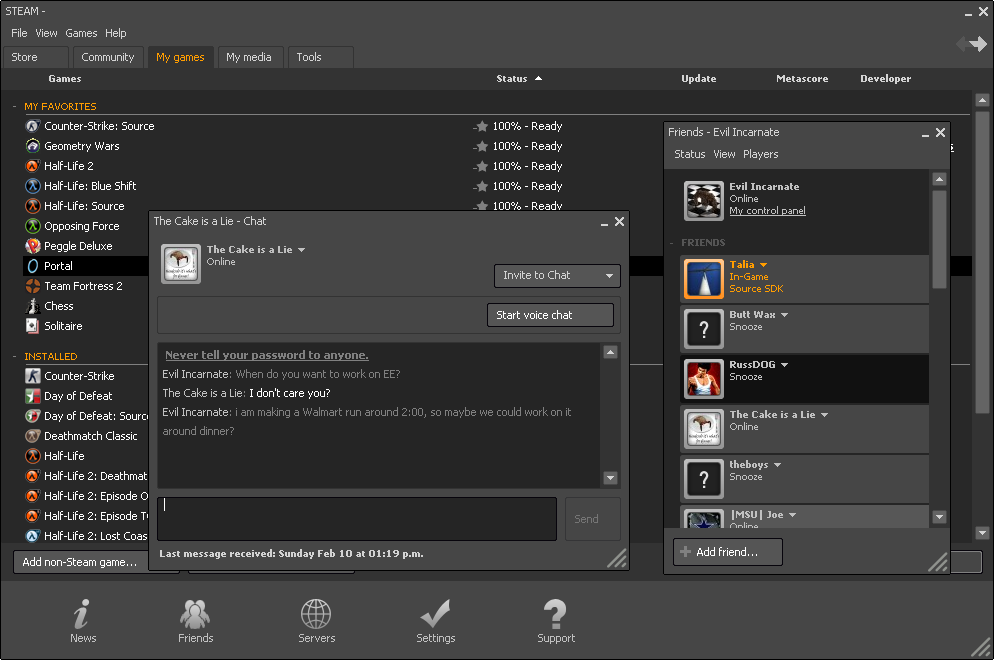 STEAM -
File View Games Help
Store Community My games My media Tools
Games Status Update Metascore Developer
- MY FAVORITES
Counter-Strike: Source 100% - Ready
Geometry Wars 100% - Ready
Half-Life 2 100% - Ready
Half-Life: Blue Shift 100% - Ready
Half-Life: Source 100% - Ready
Opposing Force
Peggle Deluxe
Portal
Team Fortress 2
Chess
Solitaire
- INSTALLED
Counter-Strike
Day of Defeat
Day of Defeat: Sourc
Deathmatch Classic
Half-Life
Half-Life 2: Deathmat
Half-Life 2: Episode O
Half-Life 2: Episode T
Half-Life 2: Lost Coas
Add non-Steam game...
The Cake is a Lie - Chat
The Cake is a Lie
Online
Invite to Chat
Start voice chat
Never tell your password to anyone.
Evil Incarnate: When do you want to work on EE?
The Cake is a Lie: I don't care you?
Evil Incarnate: i am making a Walmart run around 2:00, so maybe we could work on it
around dinner?
Send
Last message received: Sunday Feb 10 at 01:19 p.m.
Friends - Evil Incarnate
Status View Players
Evil Incarnate
Online
My control panel
- FRIENDS
Talia
In-Game
Source SDK
? Butt Wax
Snooze
RussDOG
Snooze
The Cake is a Lie
Online
? theboys
Snooze
|MSU| Joe
Online
+ Add friend...
News Friends Servers Settings Support